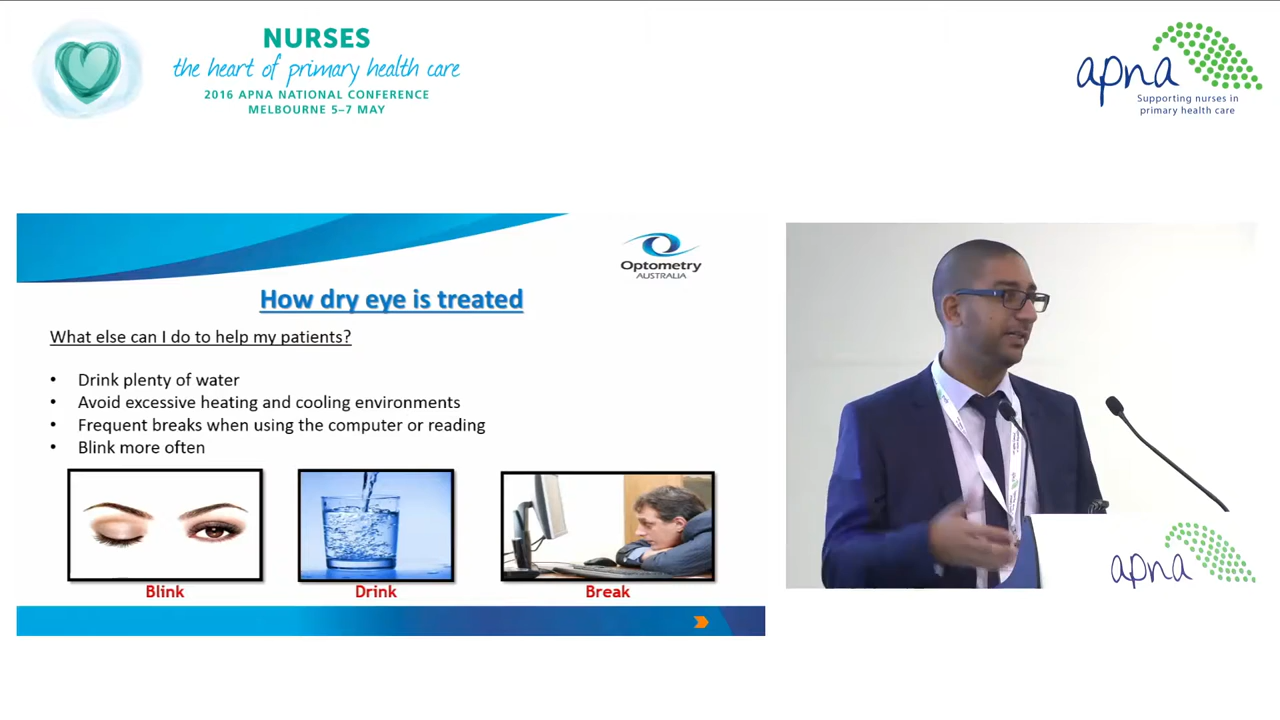 NURSES
the heart of primary health care
2016 APNA NATIONAL CONFERENCE
MELBOURNE 5–7 MAY
apna
Supporting nurses in
primary health care
Optometry
AUSTRALIA
How dry eye is treated
What else can I do to help my patients?
• Drink plenty of water
• Avoid excessive heating and cooling environments
• Frequent breaks when using the computer or reading
• Blink more often
Blink
Drink
Break
apna